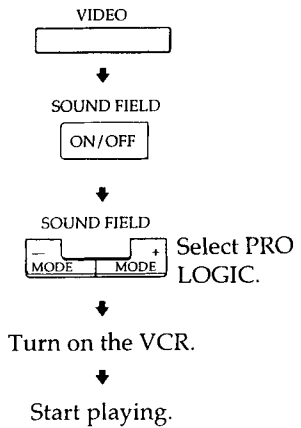 VIDEO
SOUND FIELD
ON/OFF
SOUND FIELD
− +
MODE MODE
Select PRO
LOGIC.
Turn on the VCR.
Start playing.